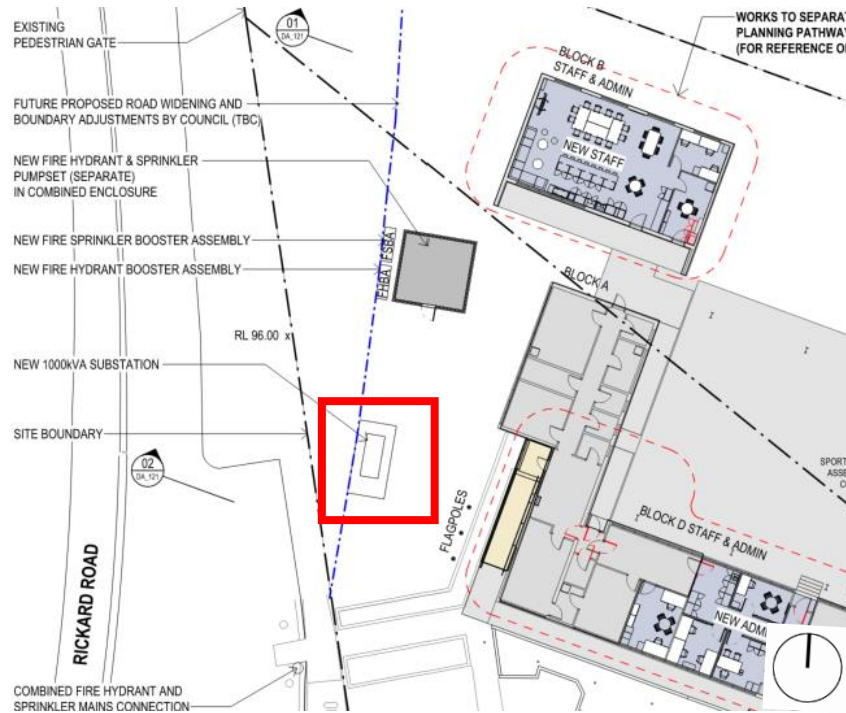 EXISTING
PEDESTRIAN GATE
01
DA_121
WORKS TO SEPARAT
PLANNING PATHWAY
(FOR REFERENCE O
BLOCK B
STAFF & ADMIN
FUTURE PROPOSED ROAD WIDENING AND
BOUNDARY ADJUSTMENTS BY COUNCIL (TBC)
NEW STAFF
NEW FIRE HYDRANT & SPRINKLER
PUMPSET (SEPARATE)
IN COMBINED ENCLOSURE
NEW FIRE SPRINKLER BOOSTER ASSEMBLY
FSBA
NEW FIRE HYDRANT BOOSTER ASSEMBLY
FHBA
BLOCK A
RL 96.00 x
NEW 1000kVA SUBSTATION
SITE BOUNDARY
02
DA_121
SPORT
ASSE
C
FLAGPOLES
BLOCK D STAFF & ADMIN
RICKARD ROAD
NEW ADM
COMBINED FIRE HYDRANT AND
SPRINKLER MAINS CONNECTION